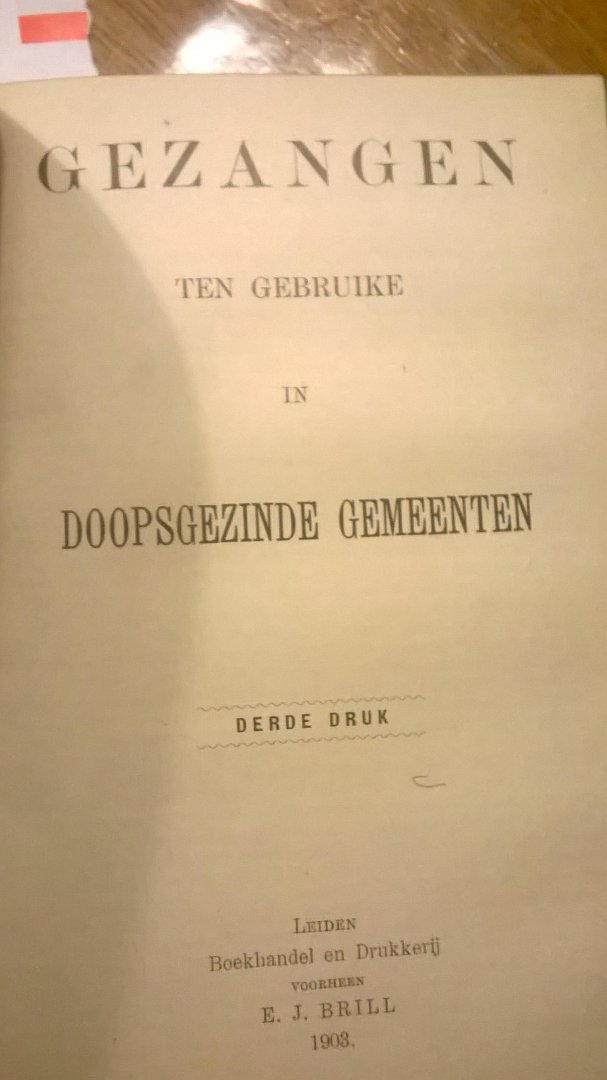 GEZANGEN
TEN GEBRUIKE
IN
DOOPSGEZINDE GEMEENTEN
DERDE DRUK
LEIDEN
Boekhandel en Drukkerij
VOORHEEN
E. J. BRILL
1903.